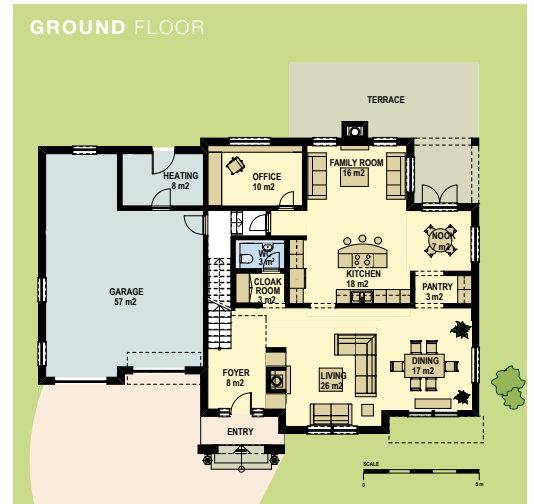 GROUND FLOOR
TERRACE
FAMILY ROOM
16 m2
HEATING
8 m2
OFFICE
10 m2
NOOK
7 m2
WC
3 m²
KITCHEN
18 m2
CLOAK
ROOM
3 m2
PANTRY
3 m2
GARAGE
57 m2
DINING
17 m2
FOYER
8 m2
LIVING
26 m2
ENTRY
SCALE
0 5 m